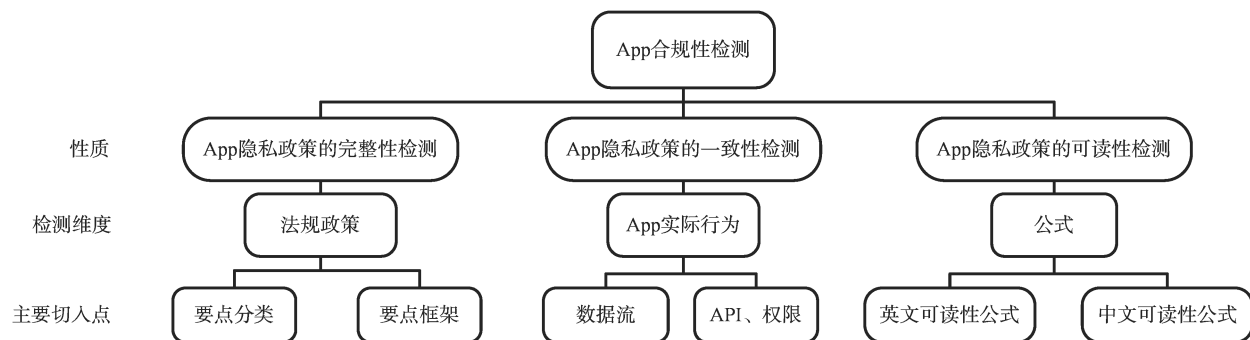 App合规性检测
性质
App隐私政策的完整性检测
App隐私政策的一致性检测
App隐私政策的可读性检测
检测维度
法规政策
App实际行为
公式
主要切入点
要点分类
要点框架
数据流
API、权限
英文可读性公式
中文可读性公式